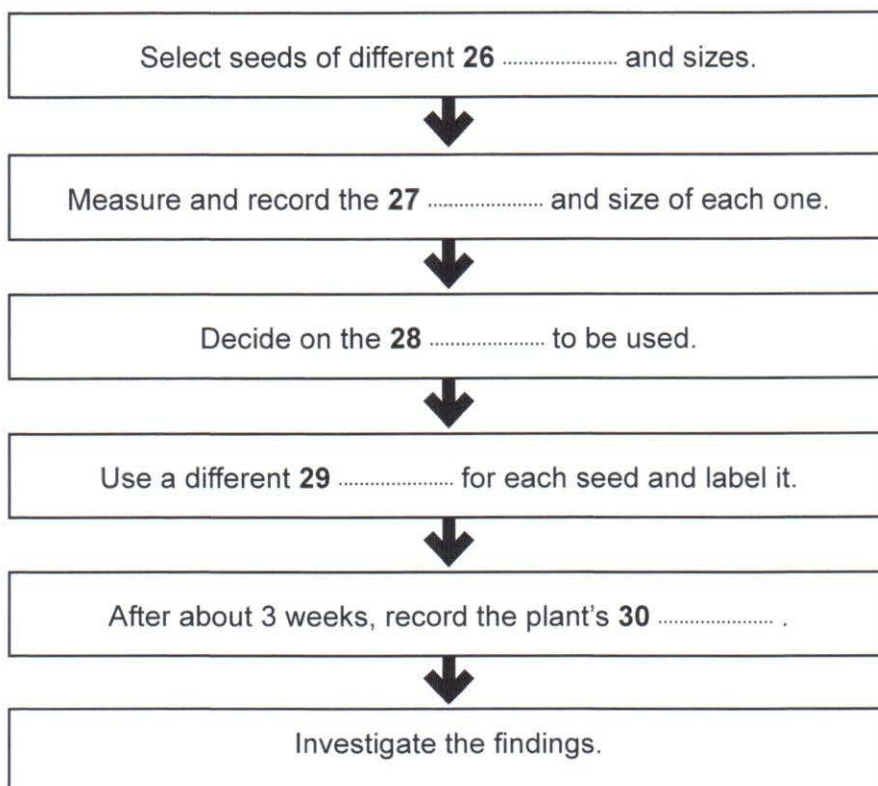 Select seeds of different 26 ...................... and sizes.
Measure and record the 27 ...................... and size of each one.
Decide on the 28 ...................... to be used.
Use a different 29 ...................... for each seed and label it.
After about 3 weeks, record the plant's 30 ...................... .
Investigate the findings.